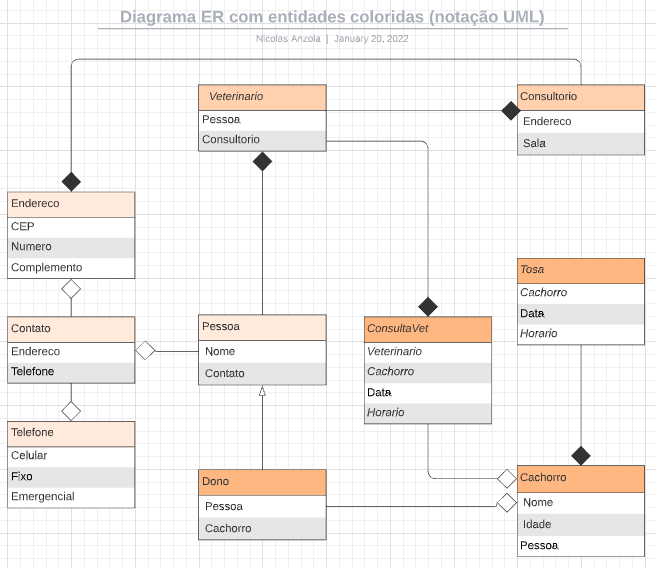 Diagrama ER com entidades coloridas (notação UML)
Nicolas Anzola | January 20, 2022
Veterinario
Pessoa
Consultorio
Consultorio
Endereco
Sala
Endereco
CEP
Numero
Complemento
Tosa
Cachorro
Data
Horario
Contato
Endereco
Telefone
Pessoa
Nome
Contato
ConsultaVet
Veterinario
Cachorro
Data
Horario
Telefone
Celular
Fixo
Emergencial
Dono
Pessoa
Cachorro
Cachorro
Nome
Idade
Pessoa